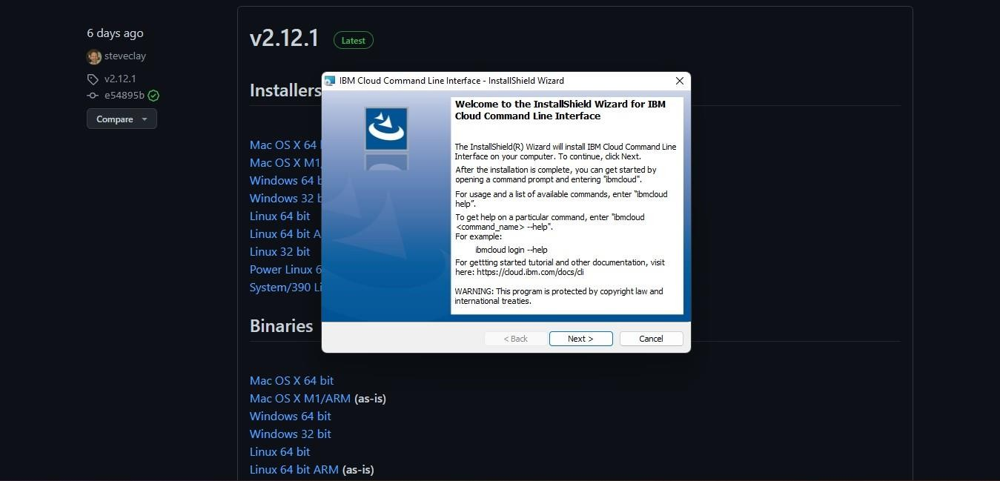 6 days ago
steveclay
v2.12.1
e54895b
Compare
v2.12.1 Latest
Installers
Mac OS X 64
Mac OS X M1/
Windows 64 b
Windows 32 b
Linux 64 bit
Linux 64 bit A
Linux 32 bit
Power Linux 6
System/390 Li
IBM Cloud Command Line Interface - InstallShield Wizard
Welcome to the InstallShield Wizard for IBM
Cloud Command Line Interface
The InstallShield(R) Wizard will install IBM Cloud Command Line
Interface on your computer. To continue, click Next.
After the installation is complete, you can get started by
opening a command prompt and entering "ibmcloud".
For usage and a list of available commands, enter “ibmcloud
help”.
To get help on a particular command, enter "ibmcloud
<command_name> --help".
For example:
ibmcloud login --help
For gettting started tutorial and other documentation, visit
here: https://cloud.ibm.com/docs/cli
WARNING: This program is protected by copyright law and
international treaties.
< Back Next > Cancel
Binaries
Mac OS X 64 bit
Mac OS X M1/ARM (as-is)
Windows 64 bit
Windows 32 bit
Linux 64 bit
Linux 64 bit ARM (as-is)